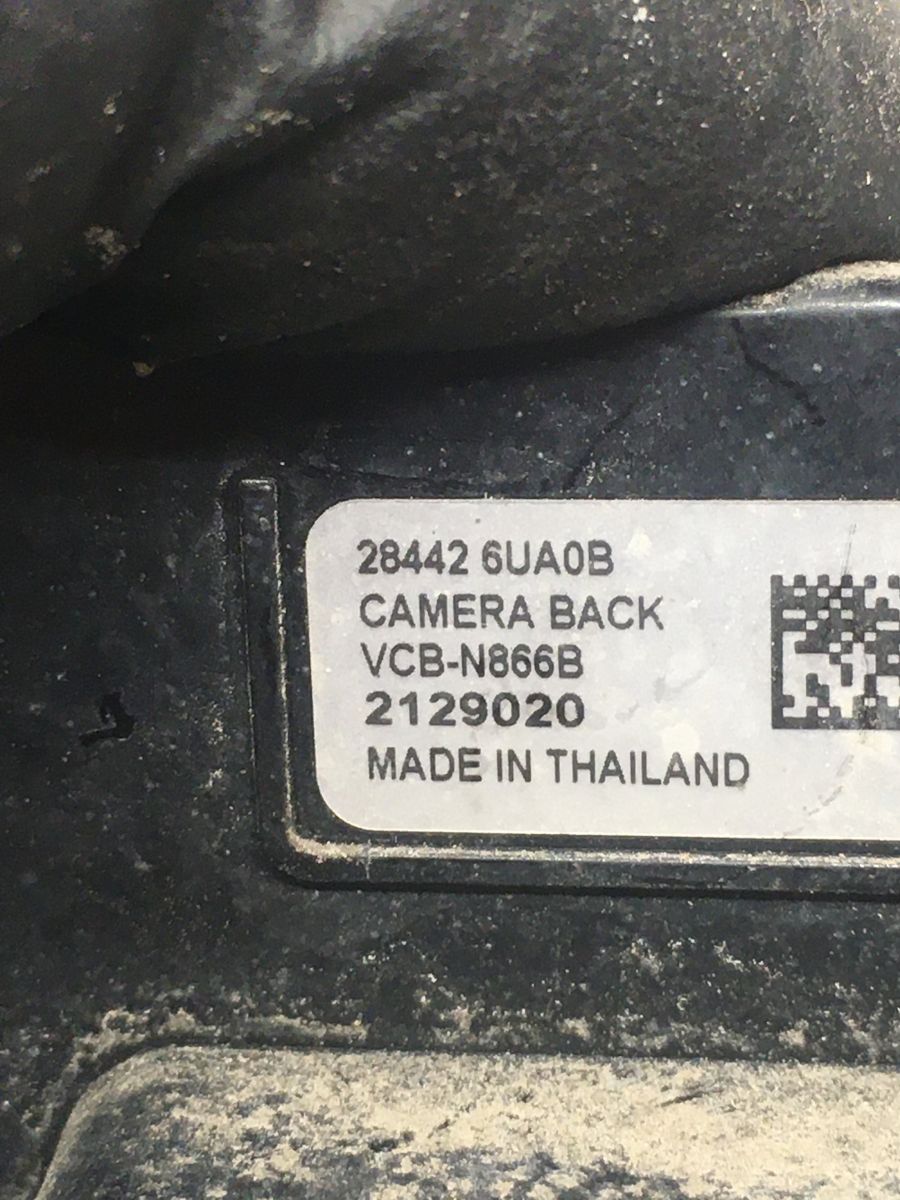 28442 6UA0B
CAMERA BACK
VCB-N866B
2129020
MADE IN THAILAND